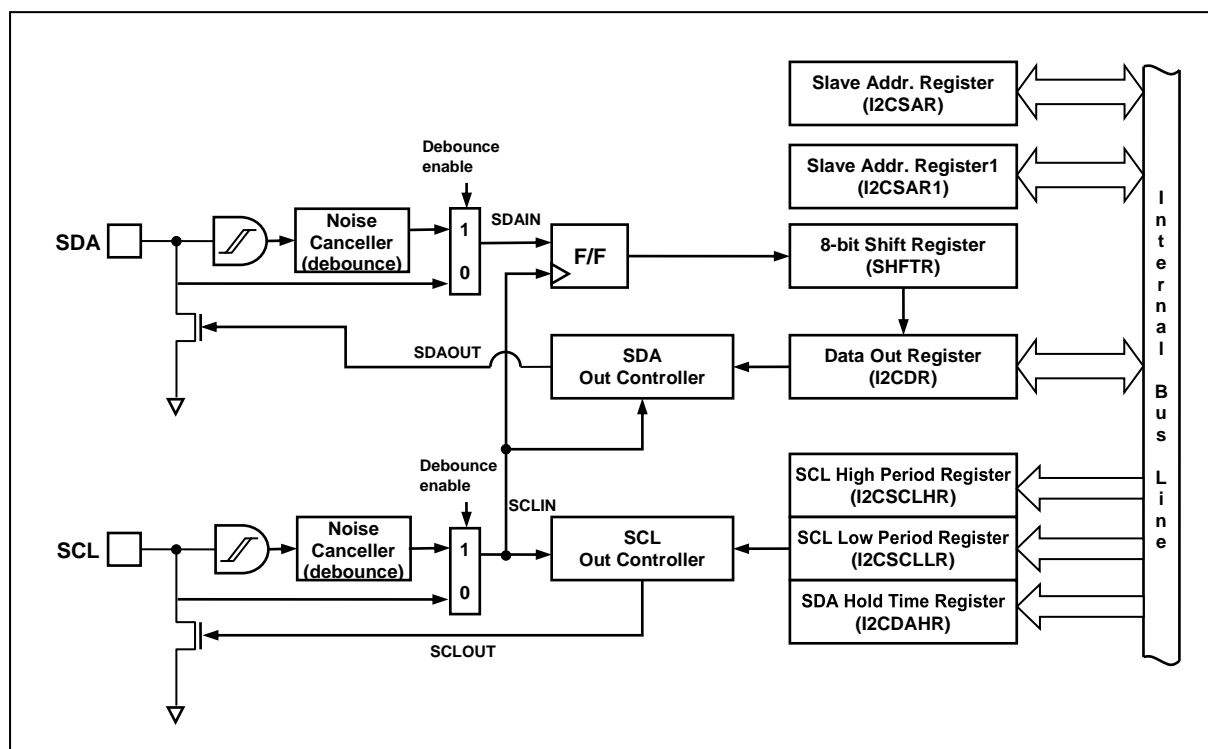 Slave Addr. Register
(I2CSAR)
Debounce
enable
Slave Addr. Register1
(I2CSAR1)
Internal Bus Line
SDA
Noise
Canceller
(debounce)
1
0
SDAIN
F/F
8-bit Shift Register
(SHFTR)
SDAOUT
SDA
Out Controller
Data Out Register
(I2CDR)
Debounce
enable
SCL High Period Register
(I2CSCLHR)
SCL
Noise
Canceller
(debounce)
1
0
SCLIN
SCL
Out Controller
SCL Low Period Register
(I2CSCLLR)
SDA Hold Time Register
(I2CDAHR)
SCLOUT